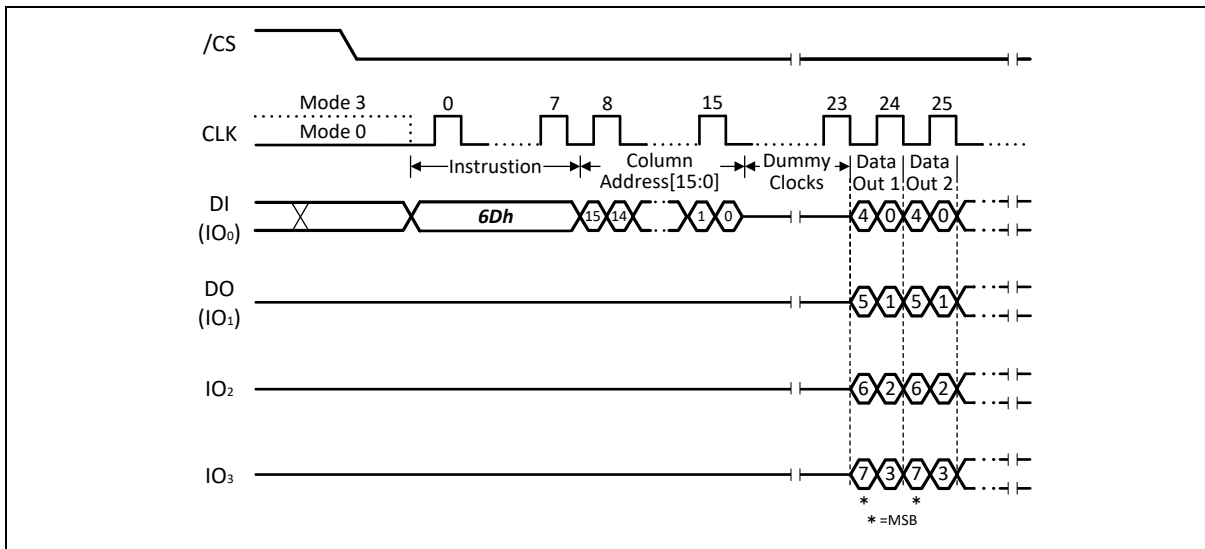 /CS
Mode 3 0 7 8 15 23 24 25
CLK Mode 0
Instrustion Column Dummy Data Data
Address[15:0] Clocks Out 1 Out 2
DI 6Dh 15 14 1 0 4 0 4 0
(IO₀)
DO 5 1 5 1
(IO₁)
IO₂ 6 2 6 2
IO₃ 7 3 7 3
* *
* =MSB